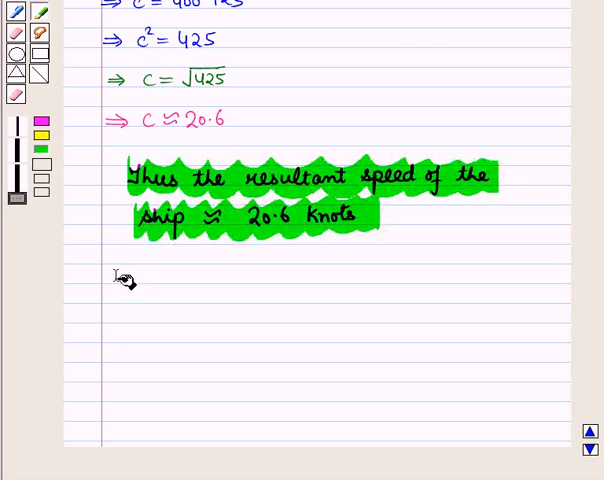 ⇒ c² = 425
⇒ c = √425
⇒ c ≈ 20.6
Thus the resultant speed of the
ship ≈ 20.6 knots